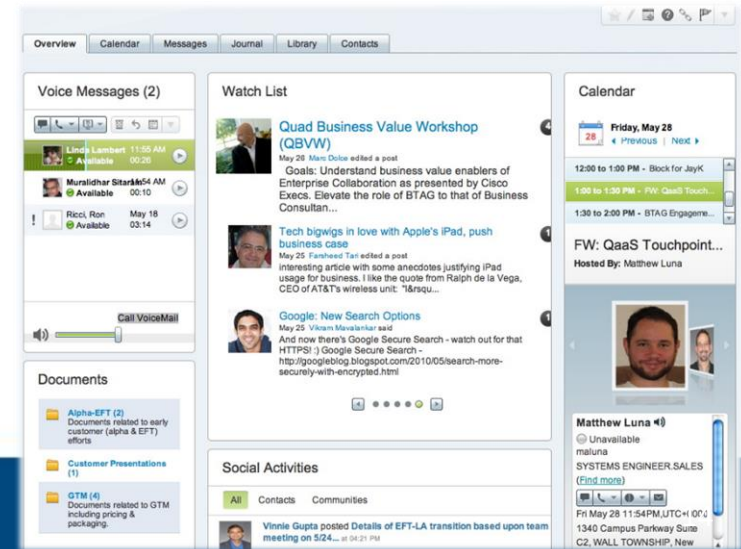 Overview Calendar Messages Journal Library Contacts
Voice Messages (2)
Linda Lambert 11:55 AM
Available 00:26
Muralidhar 11:54 AM
Available 00:10
! Ricci, Ron May 18
Available 03:14
Call VoiceMail
Documents
Alpha-EFT (2)
Documents related to early
customer (alpha & EFT)
efforts
Customer Presentations
(1)
GTM (4)
Documents related to GTM
including pricing &
packaging.
Watch List
Quad Business Value Workshop
(QBVW)
May 26 Marc Dolce edited a post
Goals: Understand business value enablers of
Enterprise Collaboration as presented by Cisco
Execs. Elevate the role of BTAG to that of Business
Consultan...
Tech bigwigs in love with Apple's iPad, push
business case
May 25 Farsheed Tari edited a post
interesting article with some anecdotes justifying iPad
usage for business. I like the quote from Ralph de la Vega,
CEO of AT&T's wireless unit: "l&rsqu...
Google: New Search Options
May 25 Vikram Mavalankar said
And now there's Google Secure Search - watch out for that
HTTPS! :) Google Secure Search -
http://googleblog.blogspot.com/2010/05/search-more-
securely-with-encrypted.html
Social Activities
All Contacts Communities
Vinnie Gupta posted Details of EFT-LA transition based upon team
meeting on 5/24... at 04:21 PM
Calendar
28
Friday, May 28
Previous | Next
12:00 to 1:00 PM - Block for JayK
1:00 to 1:30 PM - FW: QaaS Touch...
1:30 to 2:00 PM - BTAG Engageme...
FW: QaaS Touchpoint...
Hosted By: Matthew Luna
Matthew Luna
Unavailable
maluna
SYSTEMS ENGINEER.SALES
(Find more)
Fri May 28 11:54PM,UTC+
1340 Campus Parkway Suite
C2, WALL TOWNSHIP, New